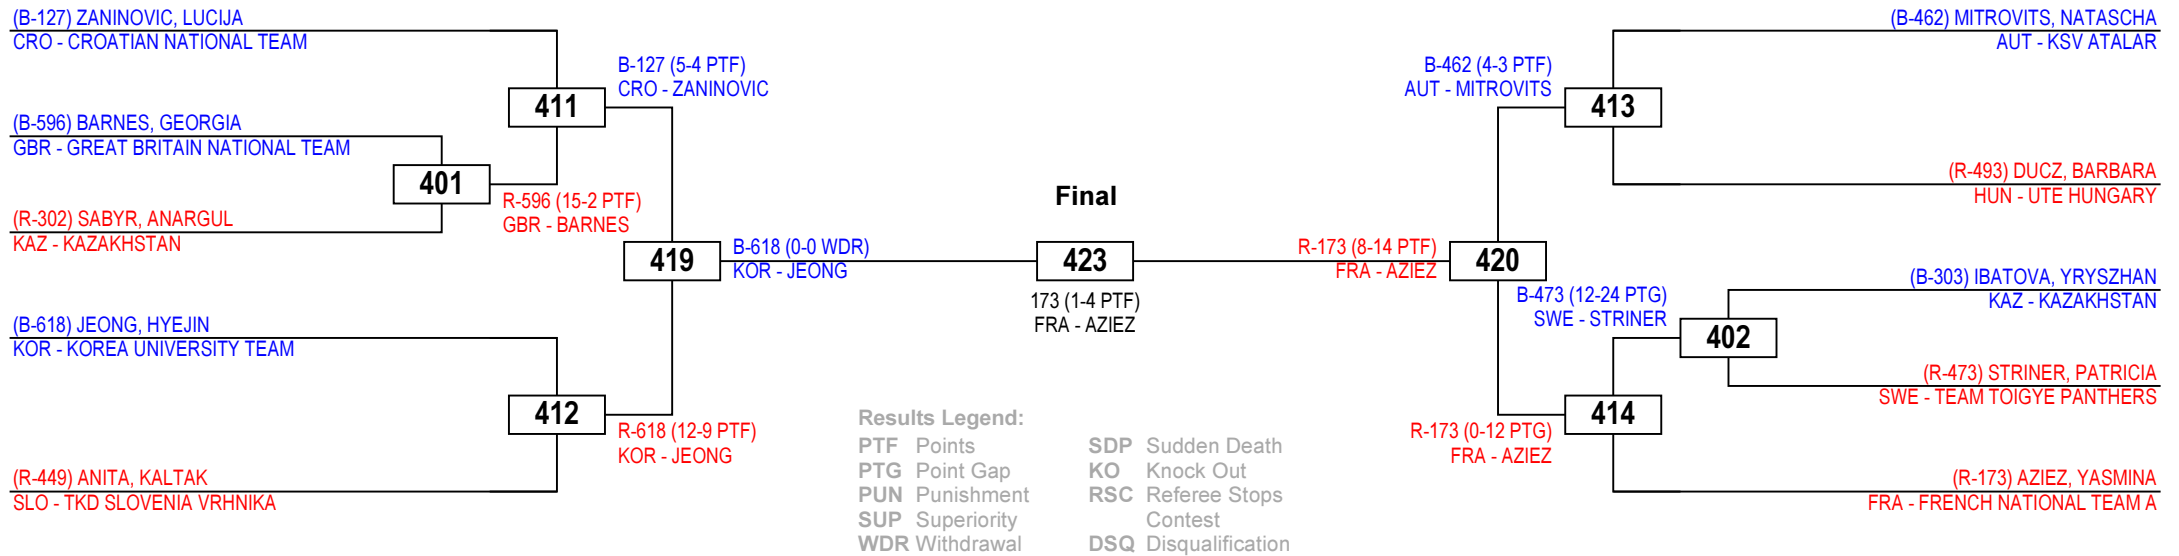 (B-127) ZANINOVIC, LUCIJA
CRO - CROATIAN NATIONAL TEAM
(B-596) BARNES, GEORGIA
GBR - GREAT BRITAIN NATIONAL TEAM
(R-302) SABYR, ANARGUL
KAZ - KAZAKHSTAN
(B-618) JEONG, HYEJIN
KOR - KOREA UNIVERSITY TEAM
(R-449) ANITA, KALTAK
SLO - TKD SLOVENIA VRHNIKA
401
R-596 (15-2 PTF)
GBR - BARNES
411
B-127 (5-4 PTF)
CRO - ZANINOVIC
412
R-618 (12-9 PTF)
KOR - JEONG
419
B-618 (0-0 WDR)
KOR - JEONG
Final
423
173 (1-4 PTF)
FRA - AZIEZ
R-173 (8-14 PTF)
FRA - AZIEZ
420
B-462 (4-3 PTF)
AUT - MITROVITS
413
R-173 (0-12 PTG)
FRA - AZIEZ
414
B-473 (12-24 PTG)
SWE - STRINER
402
(B-462) MITROVITS, NATASCHA
AUT - KSV ATALAR
(R-493) DUCZ, BARBARA
HUN - UTE HUNGARY
(B-303) IBATOVA, YRYSZHAN
KAZ - KAZAKHSTAN
(R-473) STRINER, PATRICIA
SWE - TEAM TOIGYE PANTHERS
(R-173) AZIEZ, YASMINA
FRA - FRENCH NATIONAL TEAM A
Results Legend:
PTF Points
PTG Point Gap
PUN Punishment
SUP Superiority
WDR Withdrawal
SDP Sudden Death
KO Knock Out
RSC Referee Stops
Contest
DSQ Disqualification